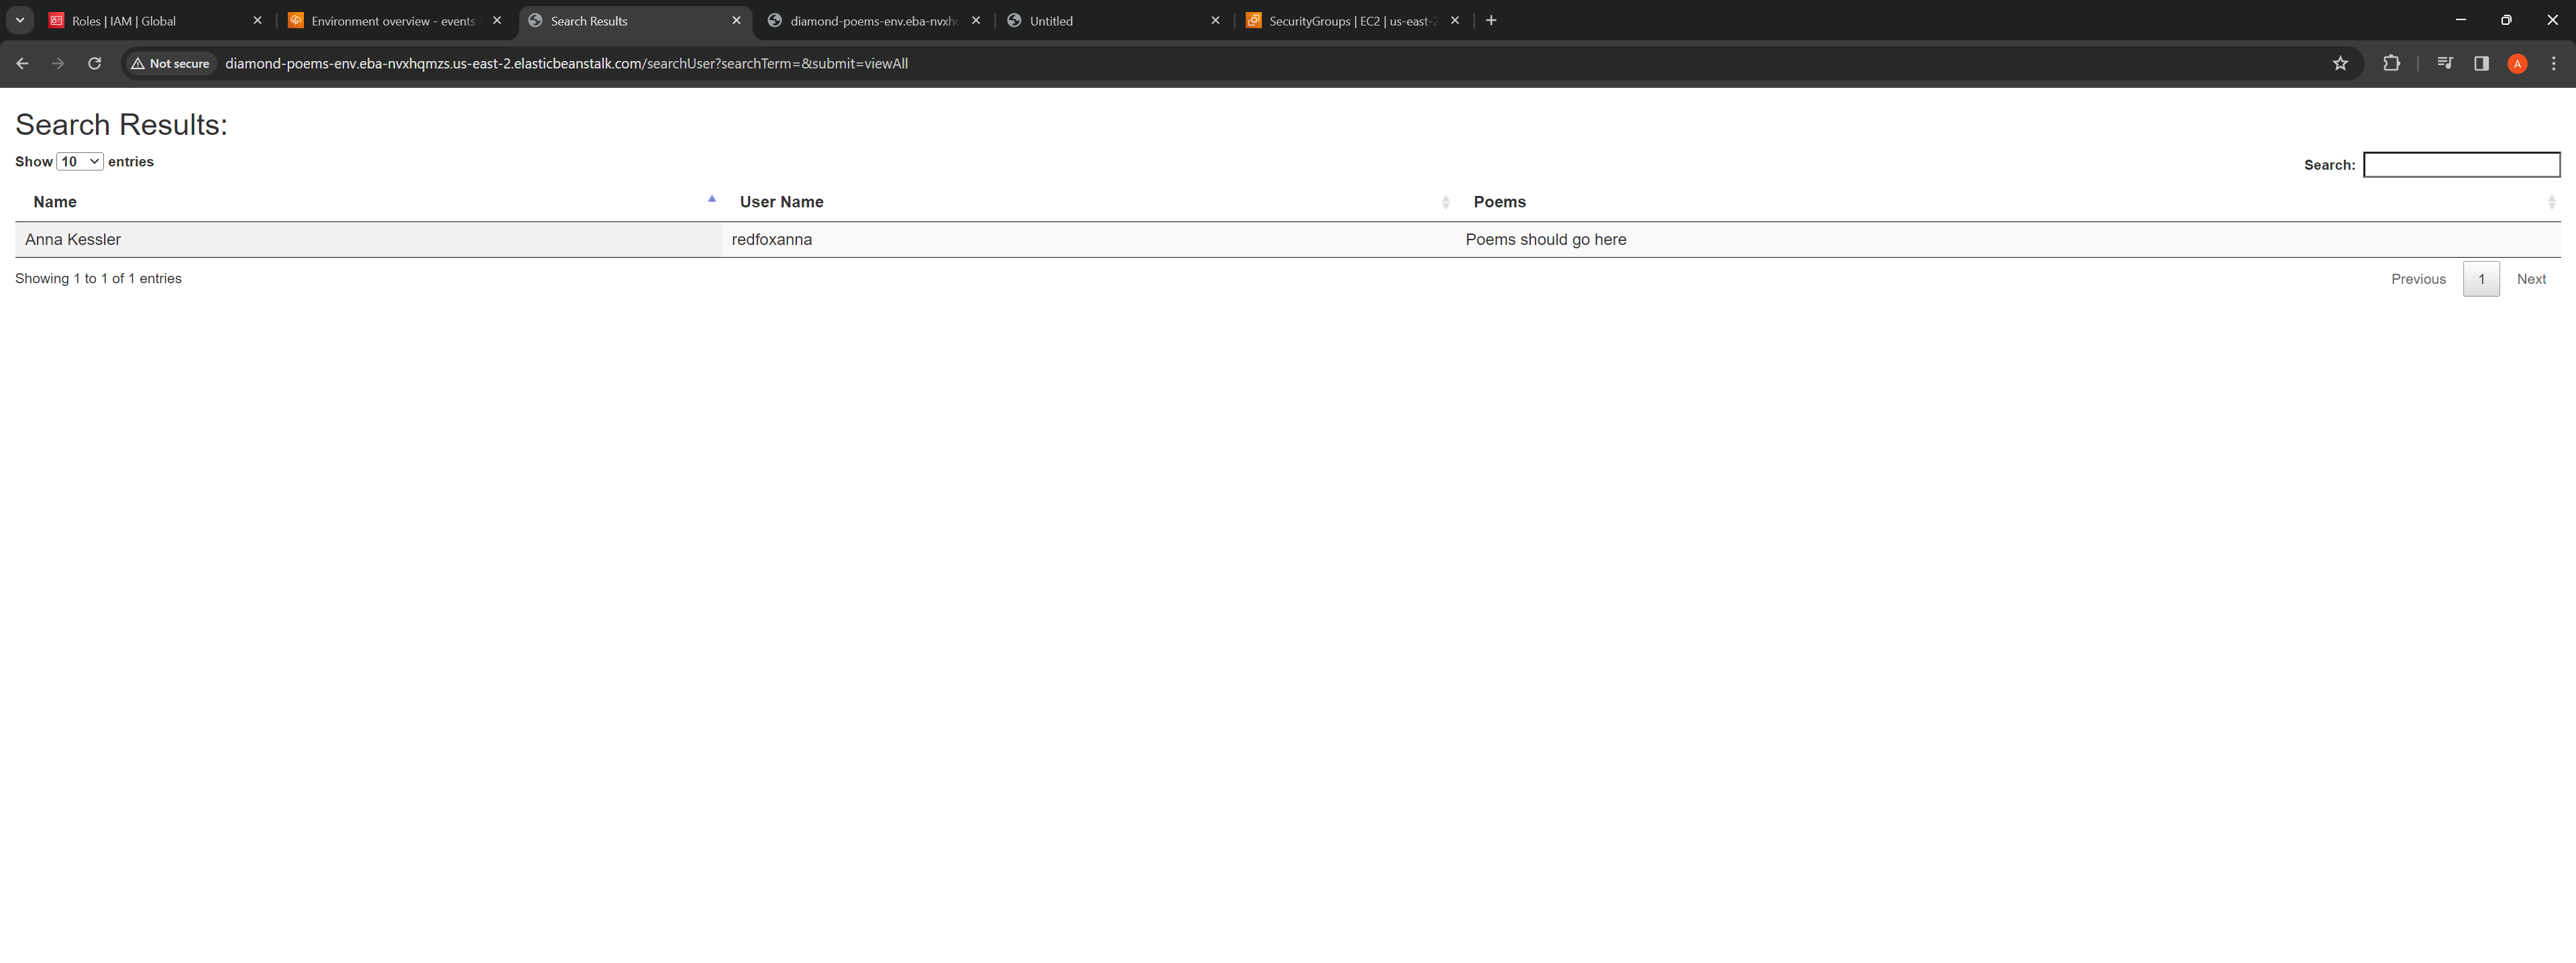 Roles | IAM | Global
Environment overview - events
Search Results
diamond-poems-env.eba-nvxhq
Untitled
SecurityGroups | EC2 | us-east-2
Not secure
diamond-poems-env.eba-nvxhqmzs.us-east-2.elasticbeanstalk.com/searchUser?searchTerm=&submit=viewAll
A
Search Results:
Show 10 entries
Search:
Name User Name Poems
Anna Kessler redfoxanna Poems should go here
Showing 1 to 1 of 1 entries
Previous 1 Next